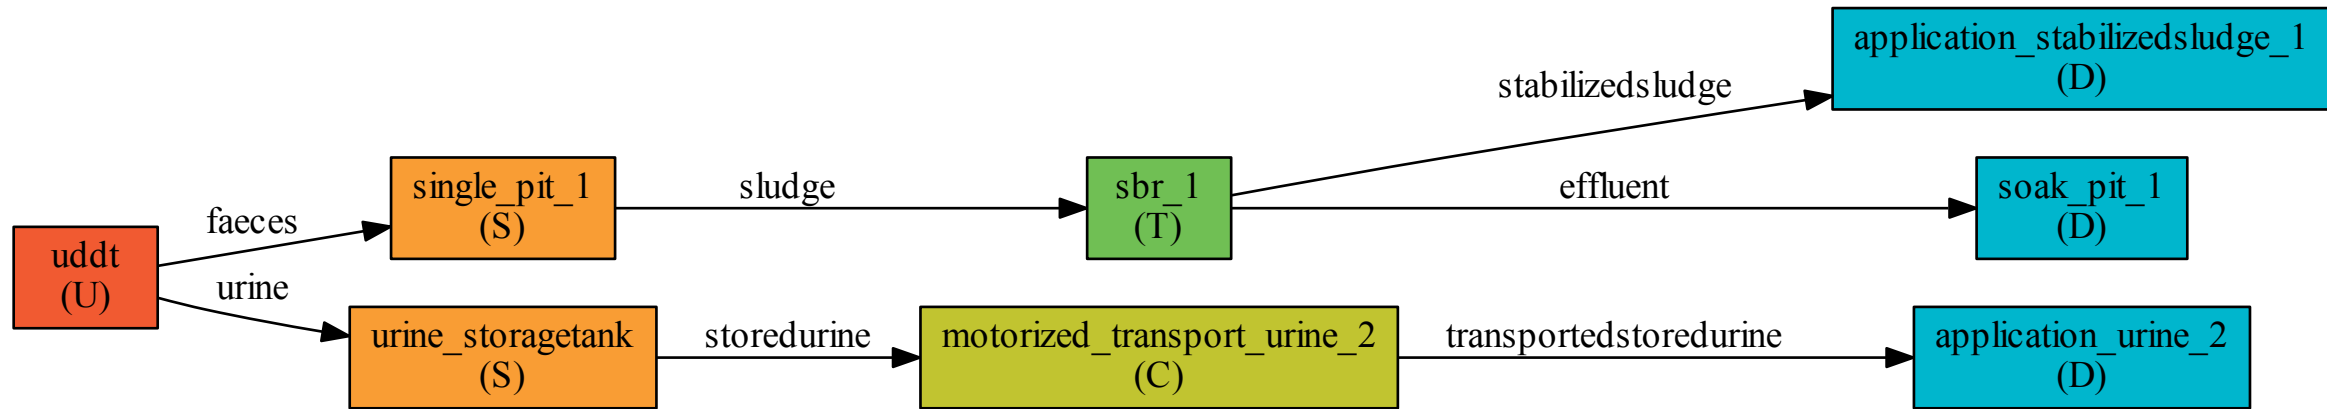 uddt
(U)
faeces
urine
single_pit_1
(S)
urine_storagetank
(S)
sludge
storedurine
sbr_1
(T)
motorized_transport_urine_2
(C)
stabilizedsludge
effluent
transportedstoredurine
application_stabilizedsludge_1
(D)
soak_pit_1
(D)
application_urine_2
(D)